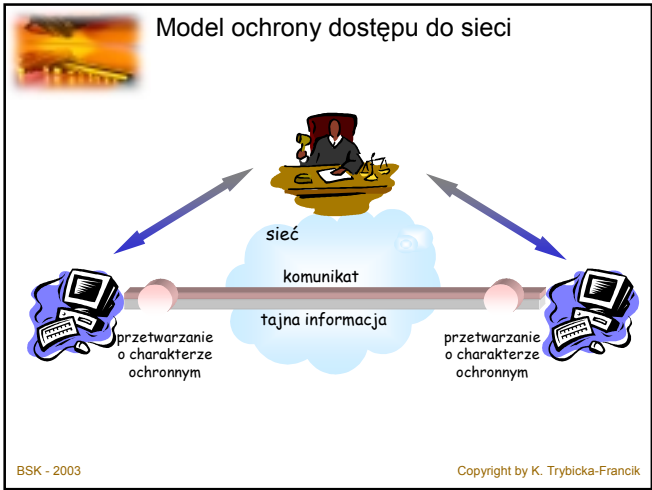 Model ochrony dostępu do sieci
sieć
komunikat
tajna informacja
przetwarzanie
o charakterze
ochronnym
przetwarzanie
o charakterze
ochronnym
BSK - 2003
Copyright by K. Trybicka-Francik